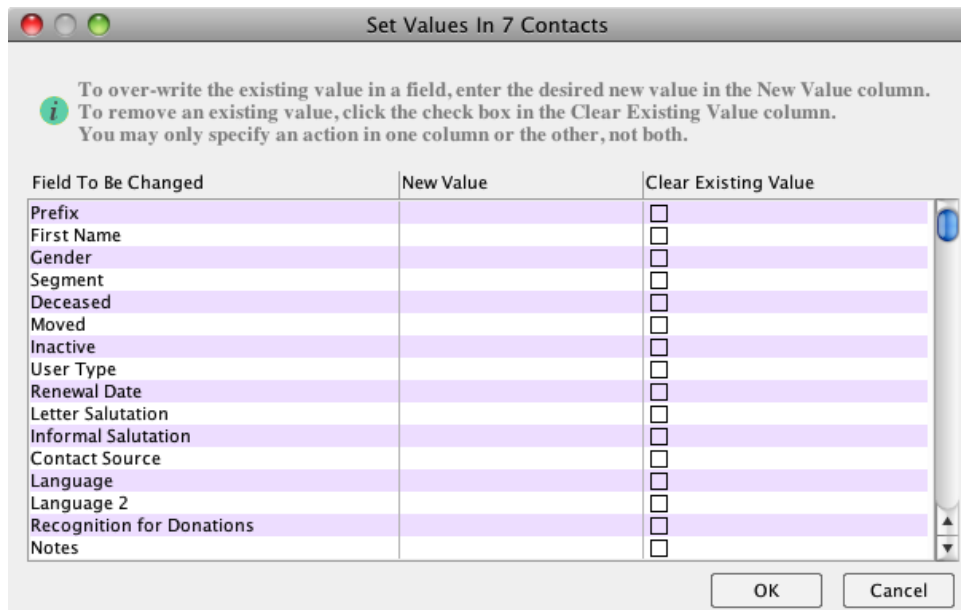 Set Values In 7 Contacts
To over-write the existing value in a field, enter the desired new value in the New Value column.
i To remove an existing value, click the check box in the Clear Existing Value column.
You may only specify an action in one column or the other, not both.
Field To Be Changed New Value Clear Existing Value
Prefix
First Name
Gender
Segment
Deceased
Moved
Inactive
User Type
Renewal Date
Letter Salutation
Informal Salutation
Contact Source
Language
Language 2
Recognition for Donations
Notes
OK Cancel